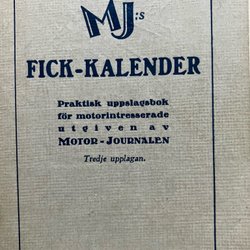 MJ:s
FICK-KALENDER
Praktisk uppslagsbok
för motorintresserade
utgiven av
MOTOR-JOURNALEN
Tredje upplagan.